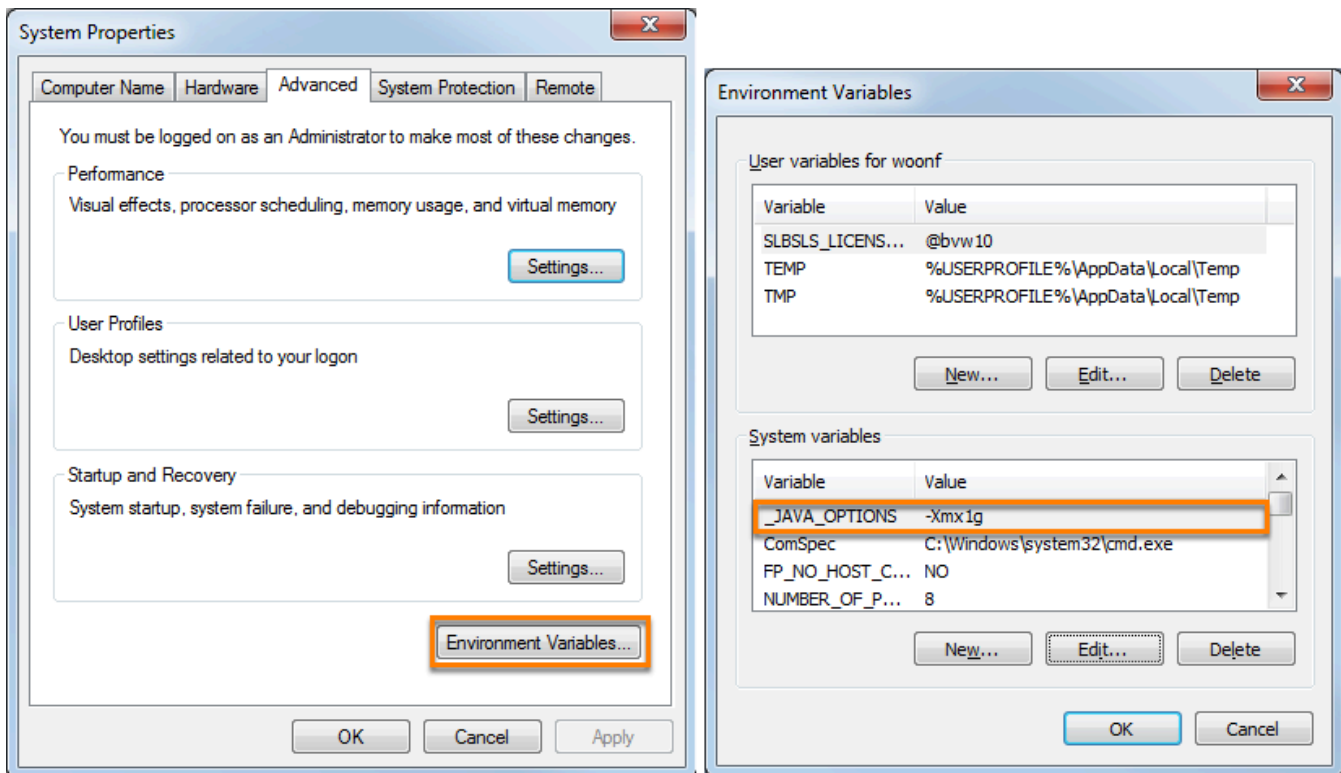 System Properties
Computer Name Hardware Advanced System Protection Remote
You must be logged on as an Administrator to make most of these changes.
Performance
Visual effects, processor scheduling, memory usage, and virtual memory
Settings...
User Profiles
Desktop settings related to your logon
Settings...
Startup and Recovery
System startup, system failure, and debugging information
Settings...
Environment Variables...
OK Cancel Apply
Environment Variables
User variables for woonf
Variable Value
SLBSLS_LICENS... @bvw10
TEMP %USERPROFILE%\AppData\Local\Temp
TMP %USERPROFILE%\AppData\Local\Temp
New... Edit... Delete
System variables
Variable Value
_JAVA_OPTIONS -Xmx1g
ComSpec C:\Windows\system32\cmd.exe
FP_NO_HOST_C... NO
NUMBER_OF_P... 8
New... Edit... Delete
OK Cancel